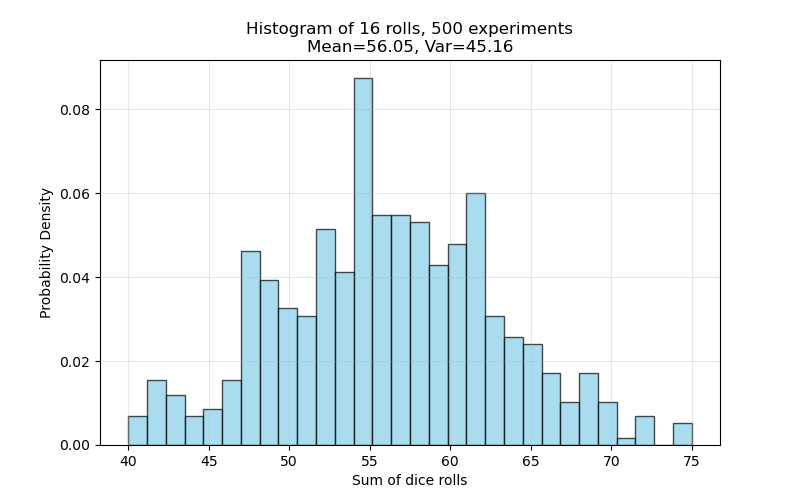 Histogram of 16 rolls, 500 experiments
Mean=56.05, Var=45.16
Probability Density
0.08
0.06
0.04
0.02
0.00
40 45 50 55 60 65 70 75
Sum of dice rolls